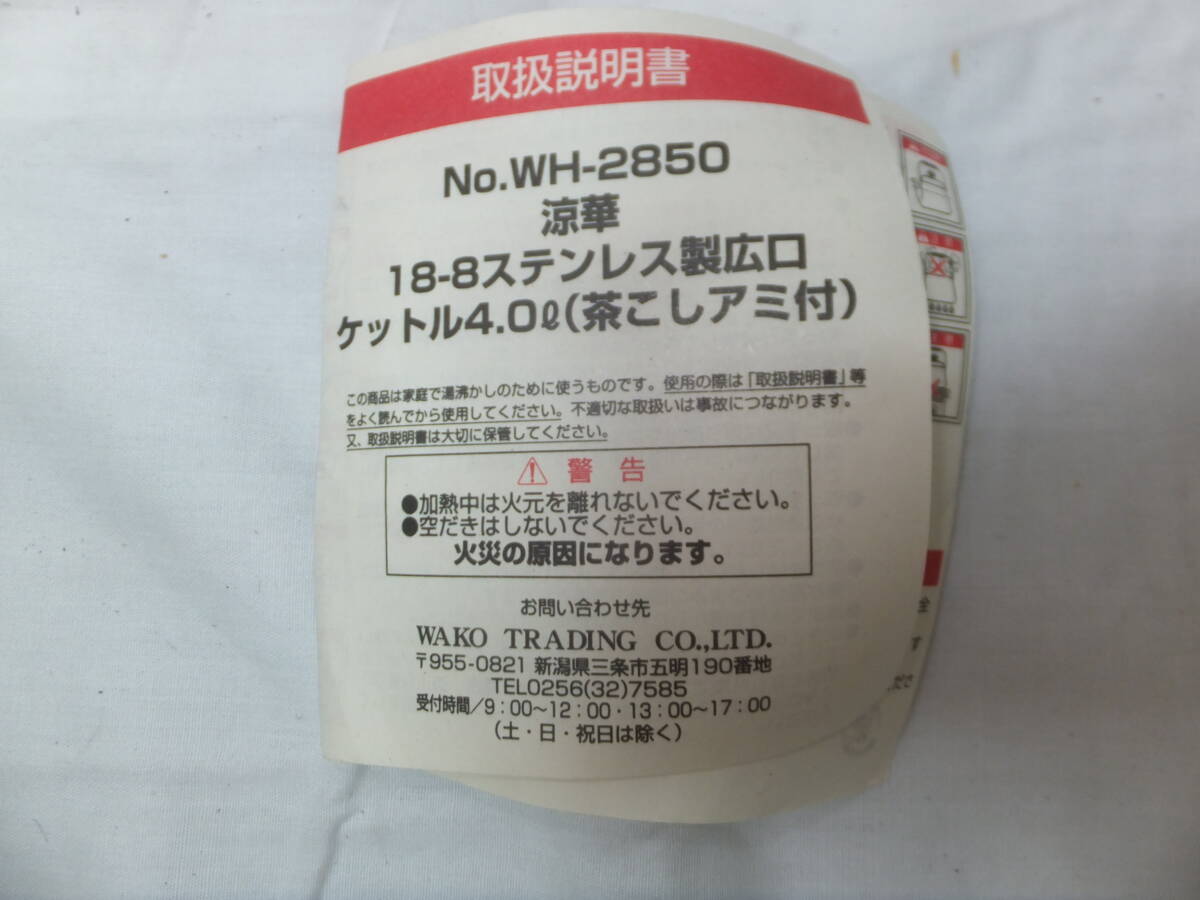 取扱説明書
No.WH-2850
涼華
18-8ステンレス製広口
ケットル4.0ℓ(茶こしアミ付)
この商品は家庭で湯沸かしのために使うものです。使用の際は「取扱説明書」等
をよく読んでから使用してください。不適切な取扱いは事故につながります。
又、取扱説明書は大切に保管してください。
⚠ 警告
●加熱中は火元を離れないでください。
●空だきはしないでください。
火災の原因になります。
お問い合わせ先
WAKO TRADING CO.,LTD.
〒955-0821 新潟県三条市五明190番地
TEL0256(32)7585
受付時間／9：00〜12：00・13：00〜17：00
(土・日・祝日は除く)
全
す
ださ